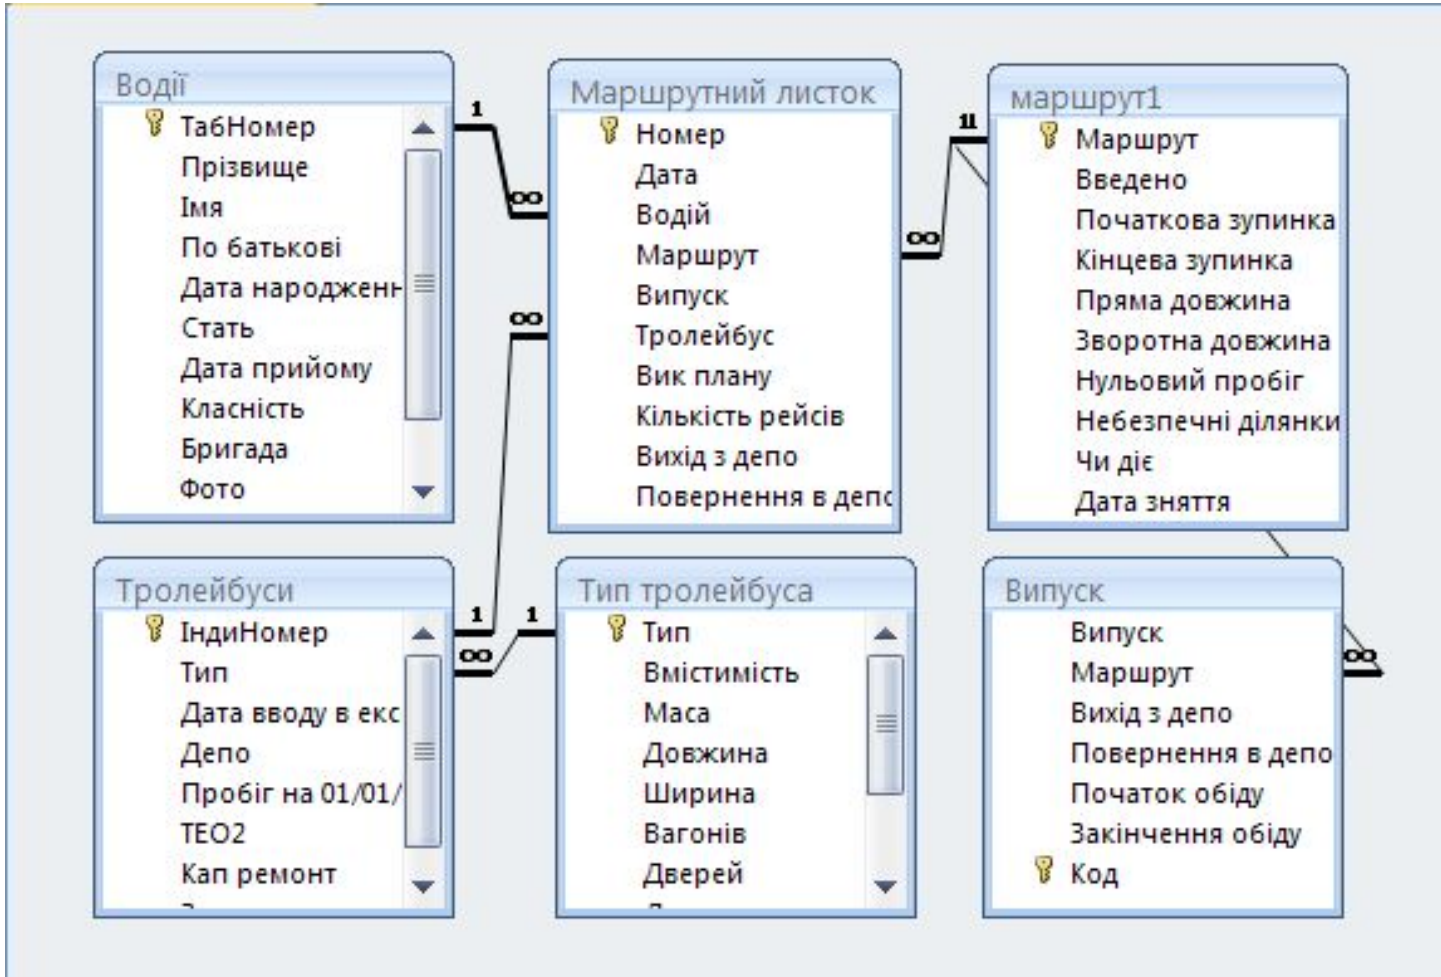 Водії
ТабНомер
Прізвище
Імя
По батькові
Дата народженн
Стать
Дата прийому
Класність
Бригада
Фото
1
∞
Маршрутний листок
Номер
Дата
Водій
Маршрут
Випуск
Тролейбус
Вик плану
Кількість рейсів
Вихід з депо
Повернення в депо
∞
∞
маршрут1
Маршрут
Введено
Початкова зупинка
Кінцева зупинка
Пряма довжина
Зворотна довжина
Нульовий пробіг
Небезпечні ділянки
Чи діє
Дата зняття
Тролейбуси
ІндиНомер
Тип
Дата вводу в екс
Депо
Пробіг на 01/01/
ТЕО2
Кап ремонт
1
∞
1
Тип тролейбуса
Тип
Вмістимість
Маса
Довжина
Ширина
Вагонів
Дверей
Випуск
Випуск
Маршрут
Вихід з депо
Повернення в депо
Початок обіду
Закінчення обіду
Код
∞